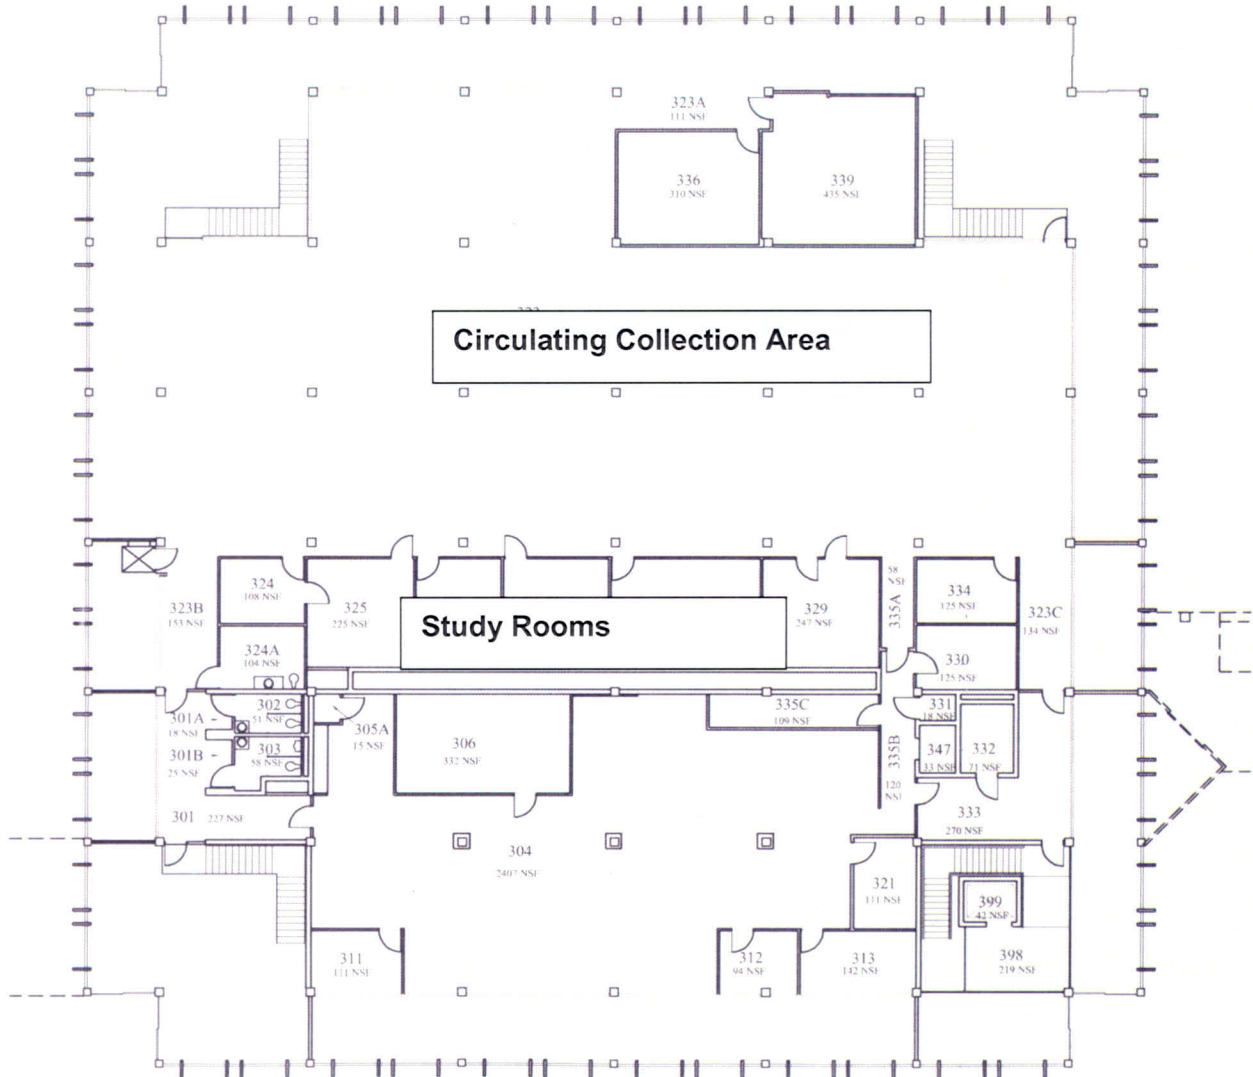 323A
111 NSF
336
310 NSF
339
435 NSF
Circulating Collection Area
324
108 NSF
325
225 NSF
323B
153 NSF
Study Rooms
329
247 NSF
58
NSF
335A
334
125 NSF
323C
134 NSF
324A
104 NSF
330
125 NSF
302
51 NSF
301A
18 NSF
301B
25 NSF
303
58 NSF
305A
15 NSF
306
332 NSF
335C
109 NSF
331
18 NSF
335B
120
NSF
347
33 NSF
332
71 NSF
301 227 NSF
333
270 NSF
304
2407 NSF
321
111 NSF
399
42 NSF
311
111 NSF
312
94 NSF
313
142 NSF
398
219 NSF